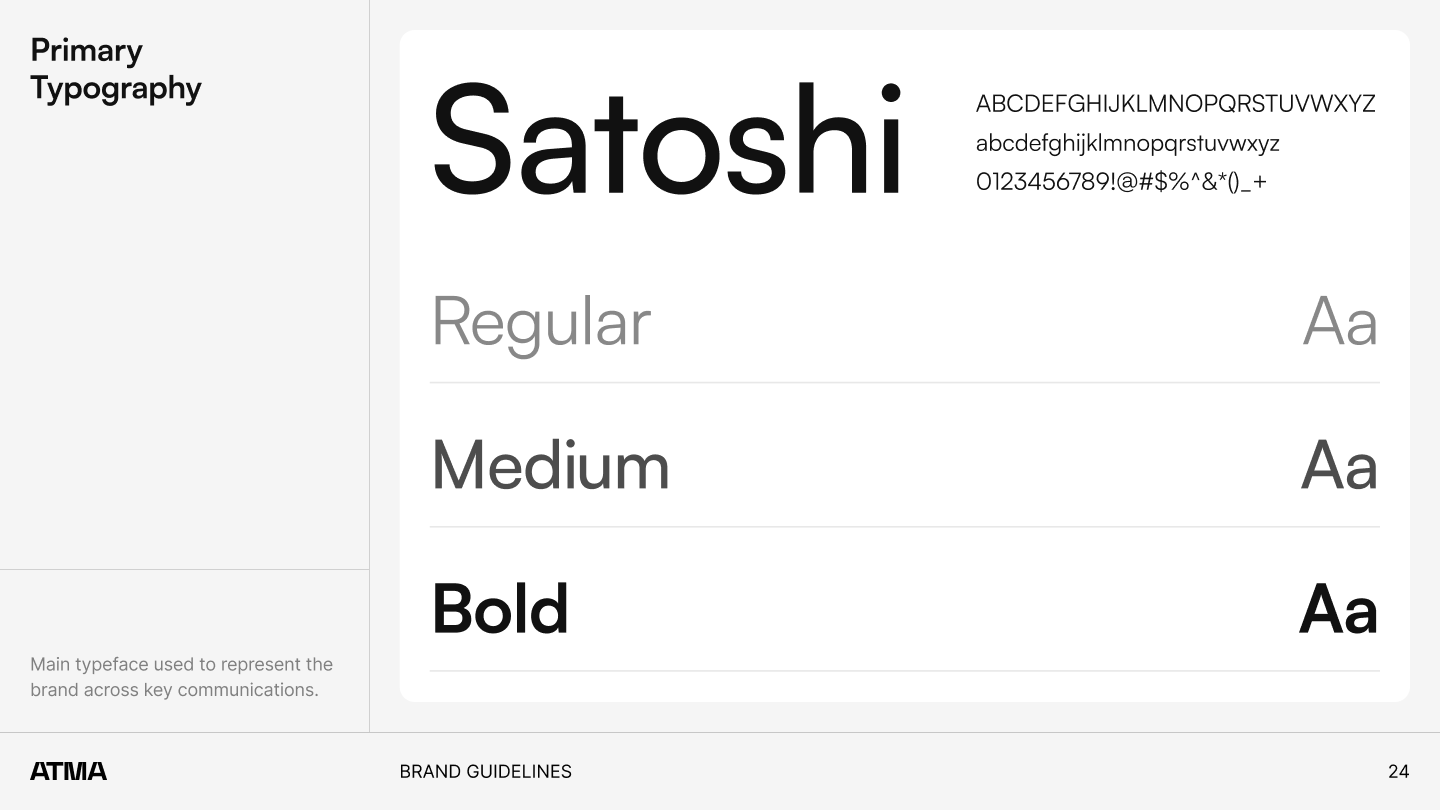 Primary
Typography
Satoshi
ABCDEFGHIJKLMNOPQRSTUVWXYZ
abcdefghijklmnopqrstuvwxyz
0123456789!@#$%^&*()_+
Regular
Aa
Medium
Aa
Bold
Aa
Main typeface used to represent the
brand across key communications.
ATMA
BRAND GUIDELINES
24